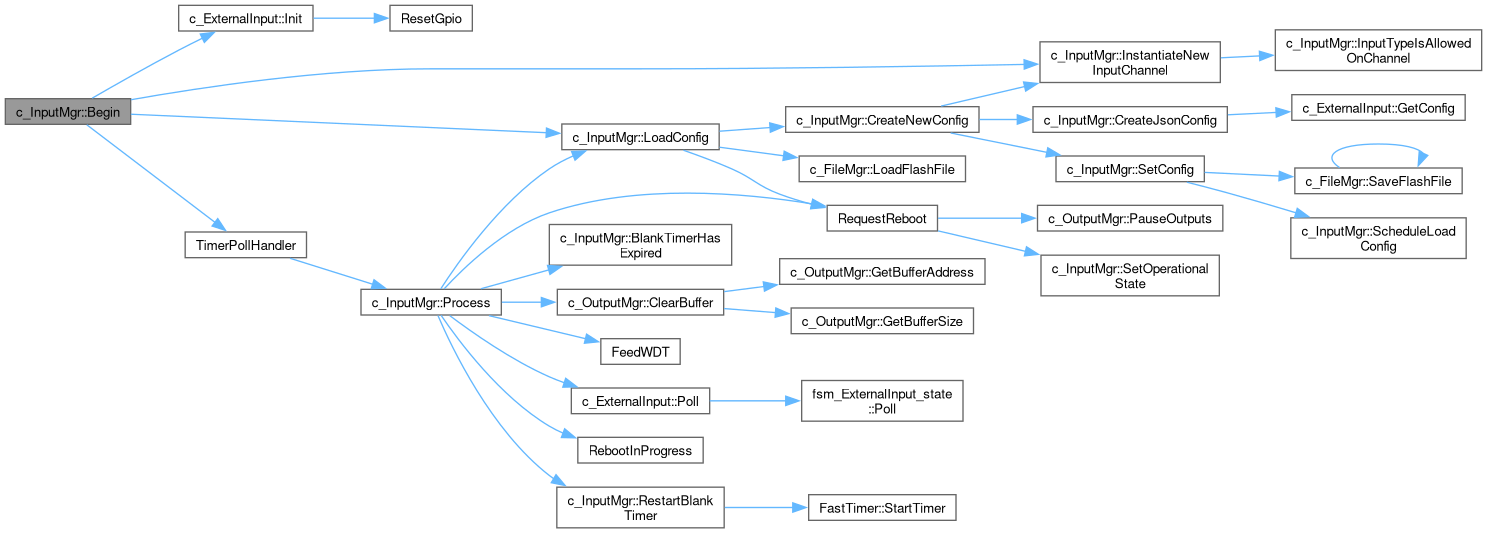 c_InputMgr::Begin
c_ExternalInput::Init
ResetGpio
TimerPollHandler
c_InputMgr::Process
c_InputMgr::LoadConfig
c_InputMgr::BlankTimerHas
Expired
c_OutputMgr::ClearBuffer
FeedWDT
c_ExternalInput::Poll
RebootInProgress
c_InputMgr::RestartBlank
Timer
c_InputMgr::CreateNewConfig
c_FileMgr::LoadFlashFile
RequestReboot
c_OutputMgr::GetBufferAddress
c_OutputMgr::GetBufferSize
fsm_ExternalInput_state
::Poll
FastTimer::StartTimer
c_InputMgr::InstantiateNew
InputChannel
c_InputMgr::CreateJsonConfig
c_InputMgr::SetConfig
c_OutputMgr::PauseOutputs
c_InputMgr::SetOperational
State
c_InputMgr::InputTypeIsAllowed
OnChannel
c_ExternalInput::GetConfig
c_FileMgr::SaveFlashFile
c_InputMgr::ScheduleLoad
Config